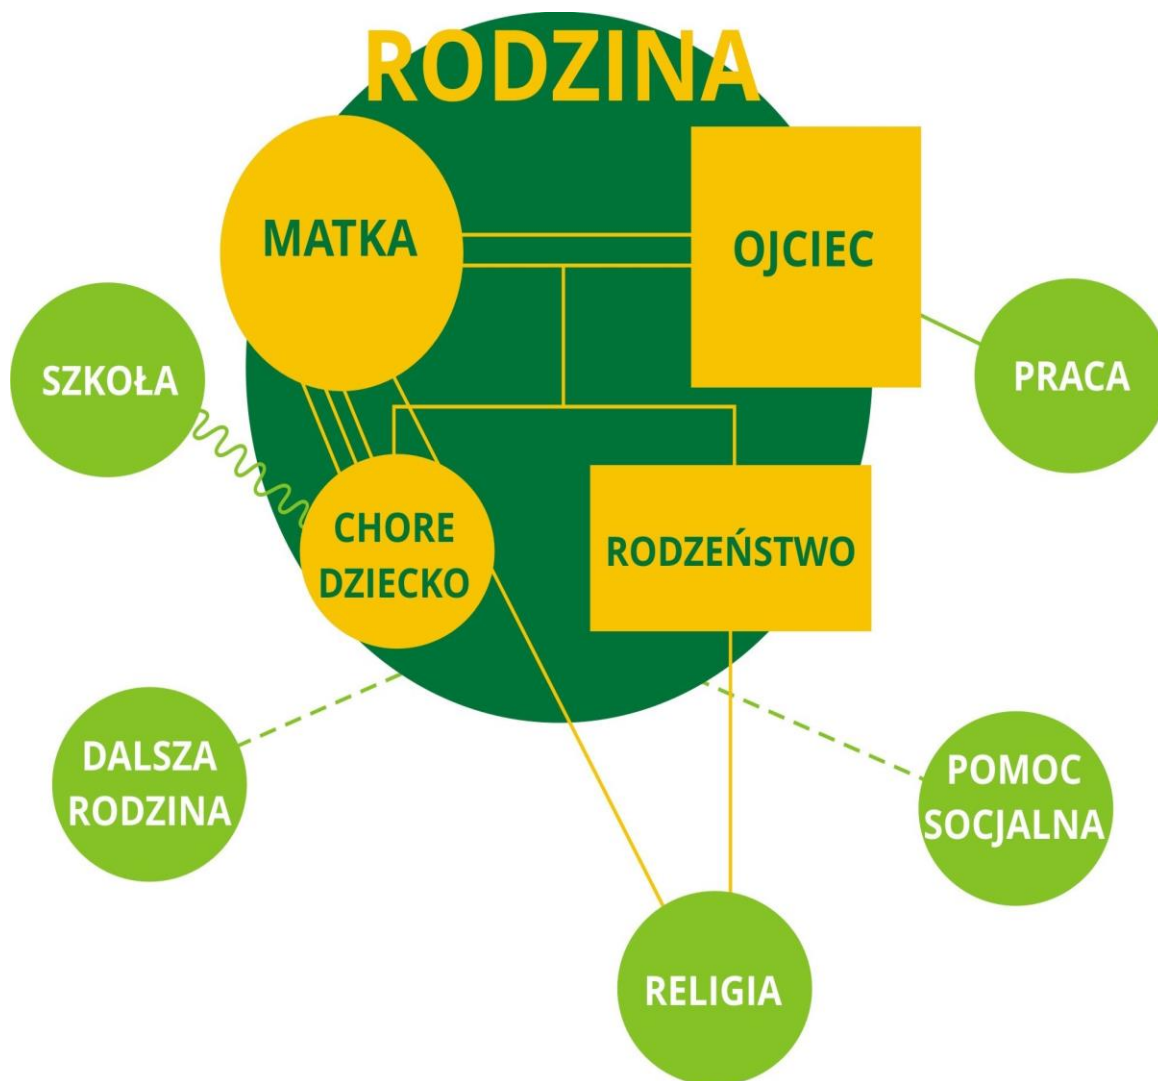 RODZINA
MATKA
OJCIEC
SZKOŁA
PRACA
CHORE
DZIECKO
RODZEŃSTWO
DALSZA
RODZINA
POMOC
SOCJALNA
RELIGIA